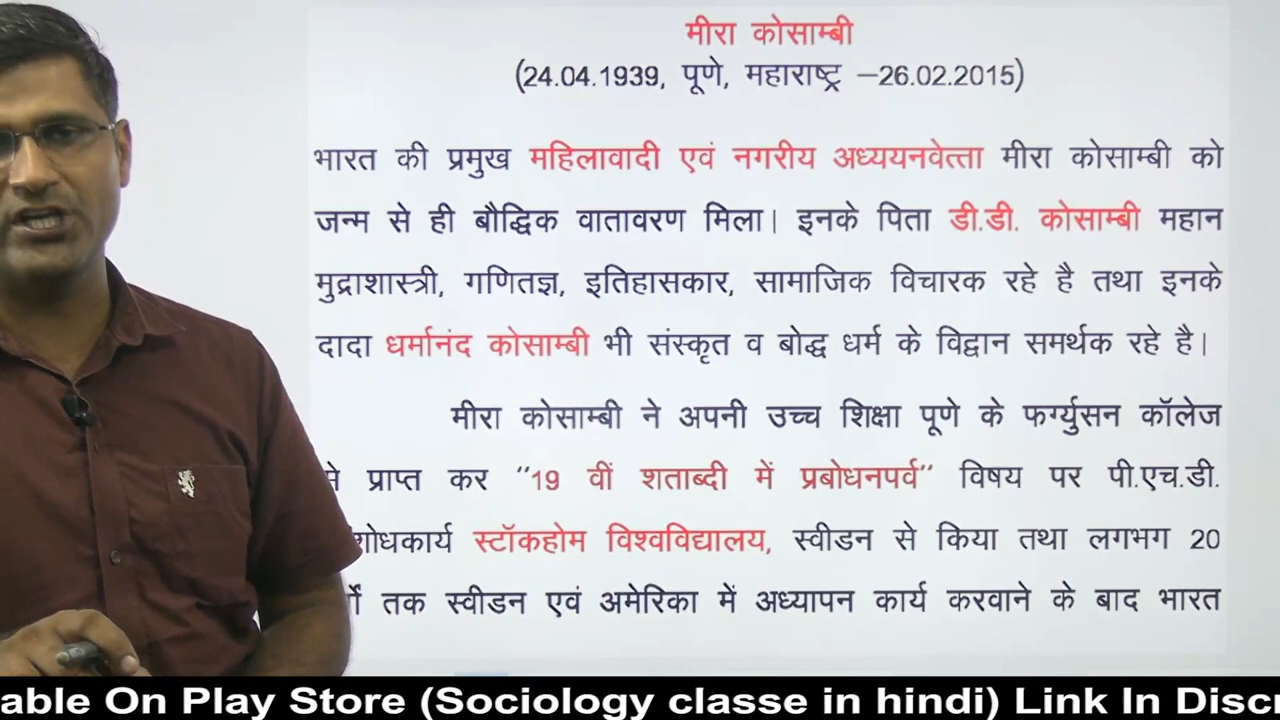 मीरा कोसाम्बी
(24.04.1939, पूणे, महाराष्ट्र –26.02.2015)
भारत की प्रमुख महिलावादी एवं नगरीय अध्ययनवेत्ता मीरा कोसाम्बी को
जन्म से ही बौद्धिक वातावरण मिला। इनके पिता डी.डी. कोसाम्बी महान
मुद्राशास्त्री, गणितज्ञ, इतिहासकार, सामाजिक विचारक रहे है तथा इनके
दादा धर्मानंद कोसाम्बी भी संस्कृत व बोद्ध धर्म के विद्वान समर्थक रहे है।
मीरा कोसाम्बी ने अपनी उच्च शिक्षा पूणे के फर्ग्युसन कॉलेज
प्राप्त कर "19 वीं शताब्दी में प्रबोधनपर्व" विषय पर पी.एच.डी.
शोधकार्य स्टॉकहोम विश्वविद्यालय, स्वीडन से किया तथा लगभग 20
तक स्वीडन एवं अमेरिका में अध्यापन कार्य करवाने के बाद भारत
able On Play Store (Sociology classe in hindi) Link In Disc